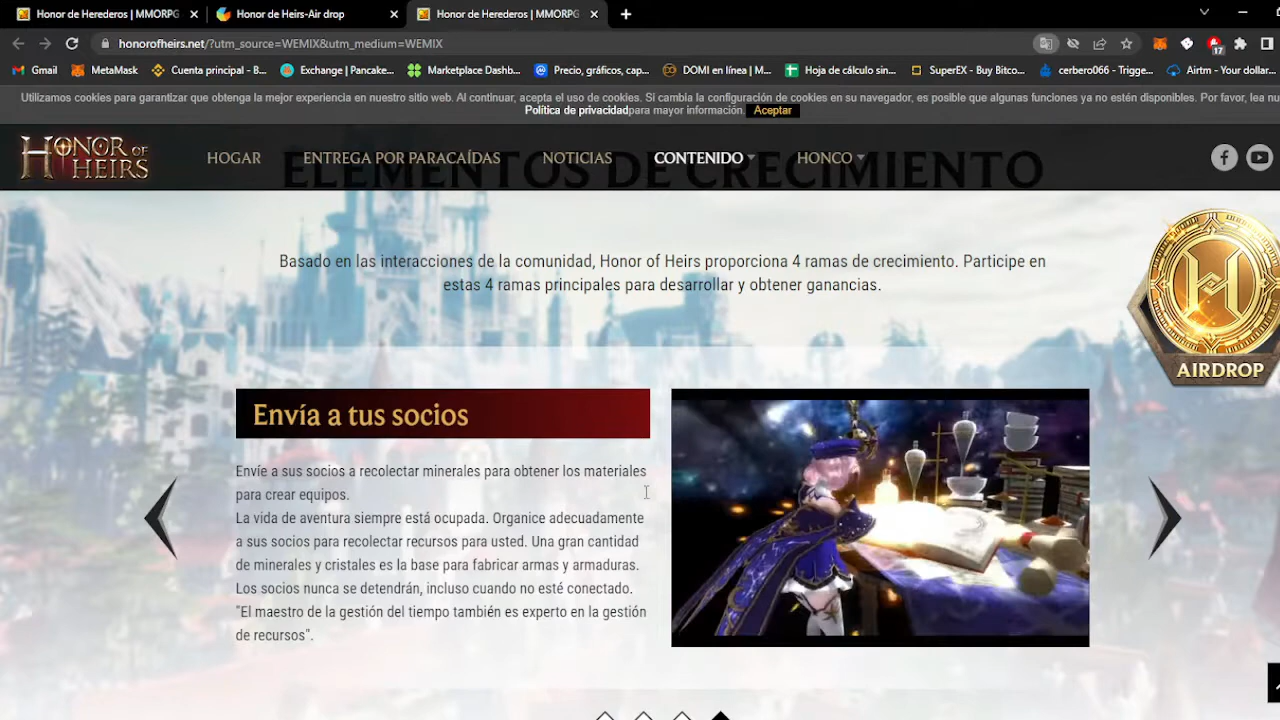 Honor de Herederos | MMORPG
Honor de Heirs-Air drop
Honor de Herederos | MMORPG
honorofheirs.net/?utm_source=WEMIX&utm_medium=WEMIX
17
Gmail
MetaMask
Cuenta principal - B...
Exchange | Pancake...
Marketpctce Dashb...
Precio, gráficos, cap...
DOMI en línea | M...
Hoja de cálculo sin...
SuperEX - Buy Bitco...
cerbero066 - Trigge...
Airtm - Your dollar...
Utilizamos cookies para garantizar que obtenga la mejor experiencia en nuestro sitio web. Al continuar, acepta el uso de cookies. Si cambia la configuración de cookies en su navegador, es posible que algunas funciones ya no estén disponibles. Por favor, lea nu
Política de privacidadpara mayor información. Aceptar
HONOR OF
HEIRS
HOGAR
ENTREGA POR PARACAÍDAS
NOTICIAS
CONTENIDO
HONCO
ELEMENTOS DE CRECIMIENTO
Basado en las interacciones de la comunidad, Honor of Heirs proporciona 4 ramas de crecimiento. Participe en
estas 4 ramas principales para desarrollar y obtener ganancias.
AIRDROP
Envía a tus socios
Envíe a sus socios a recolectar minerales para obtener los materiales
para crear equipos.
La vida de aventura siempre está ocupada. Organice adecuadamente
a sus socios para recolectar recursos para usted. Una gran cantidad
de minerales y cristales es la base para fabricar armas y armaduras.
Los socios nunca se detendrán, incluso cuando no esté conectado.
"El maestro de la gestión del tiempo también es experto en la gestión
de recursos".